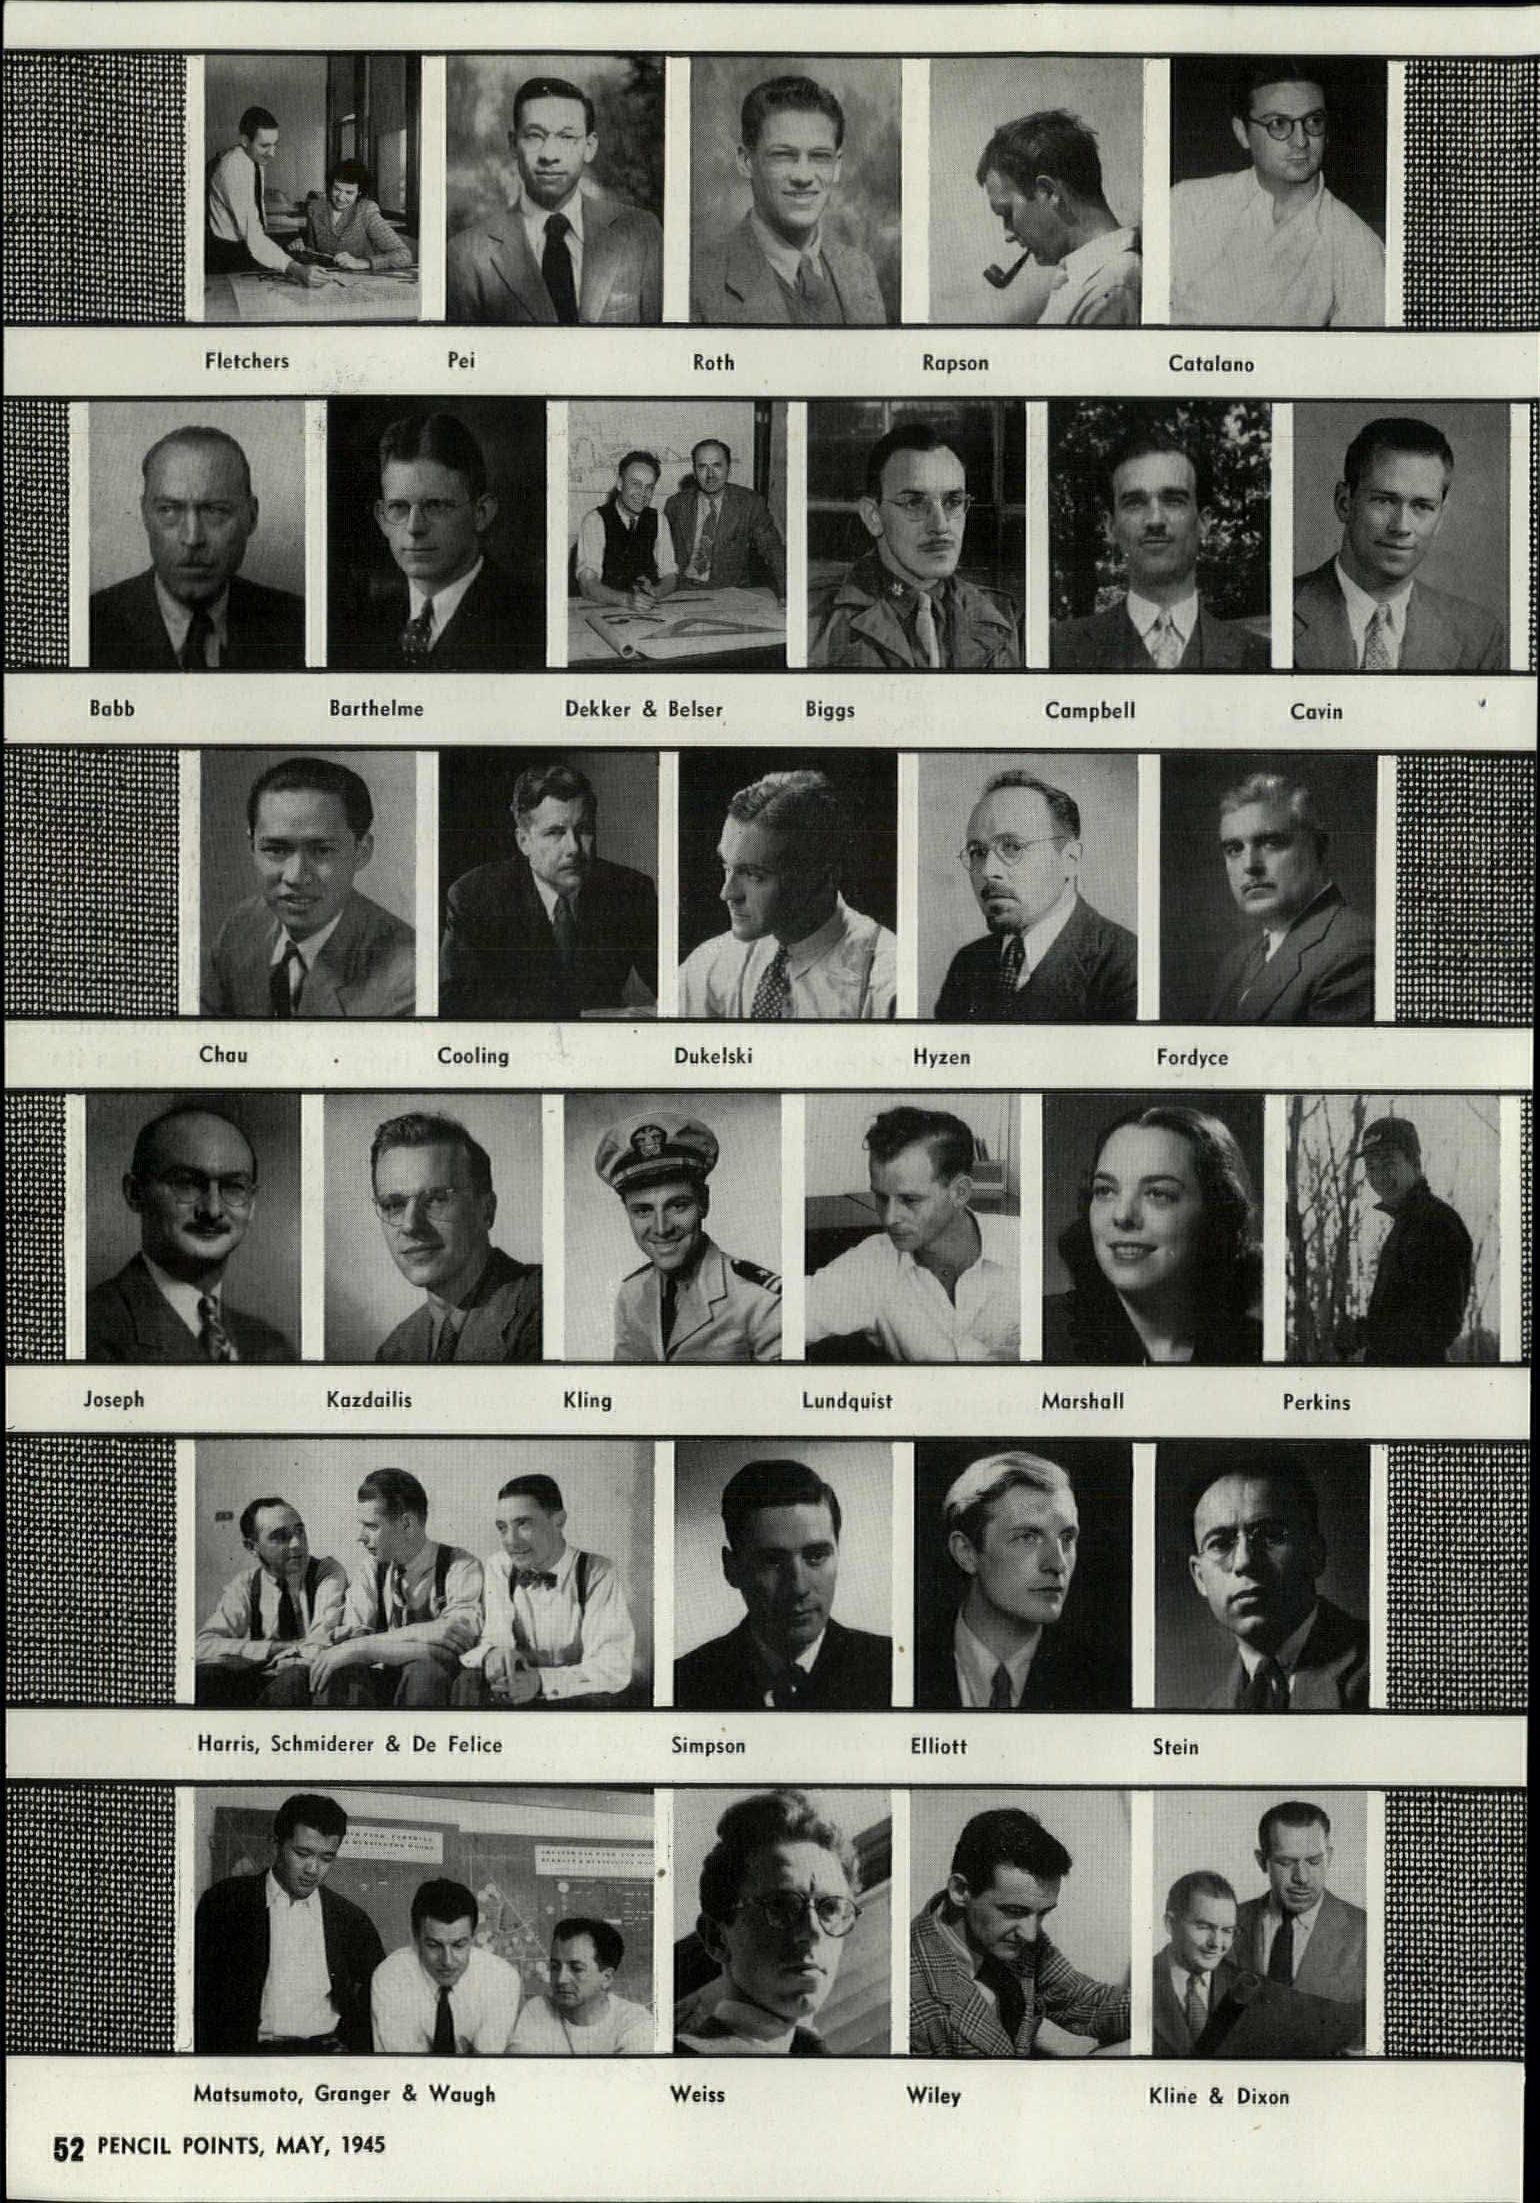 Fletchers Pei Roth Rapson Catalano
Babb Barthelme Dekker & Belser Biggs Campbell Cavin
Chau Cooling Dukelski Hyzen Fordyce
Joseph Kazdailis Kling Lundquist Marshall Perkins
Harris, Schmiderer & De Felice Simpson Elliott Stein
Matsumoto, Granger & Waugh Weiss Wiley Kline & Dixon
52 PENCIL POINTS, MAY, 1945